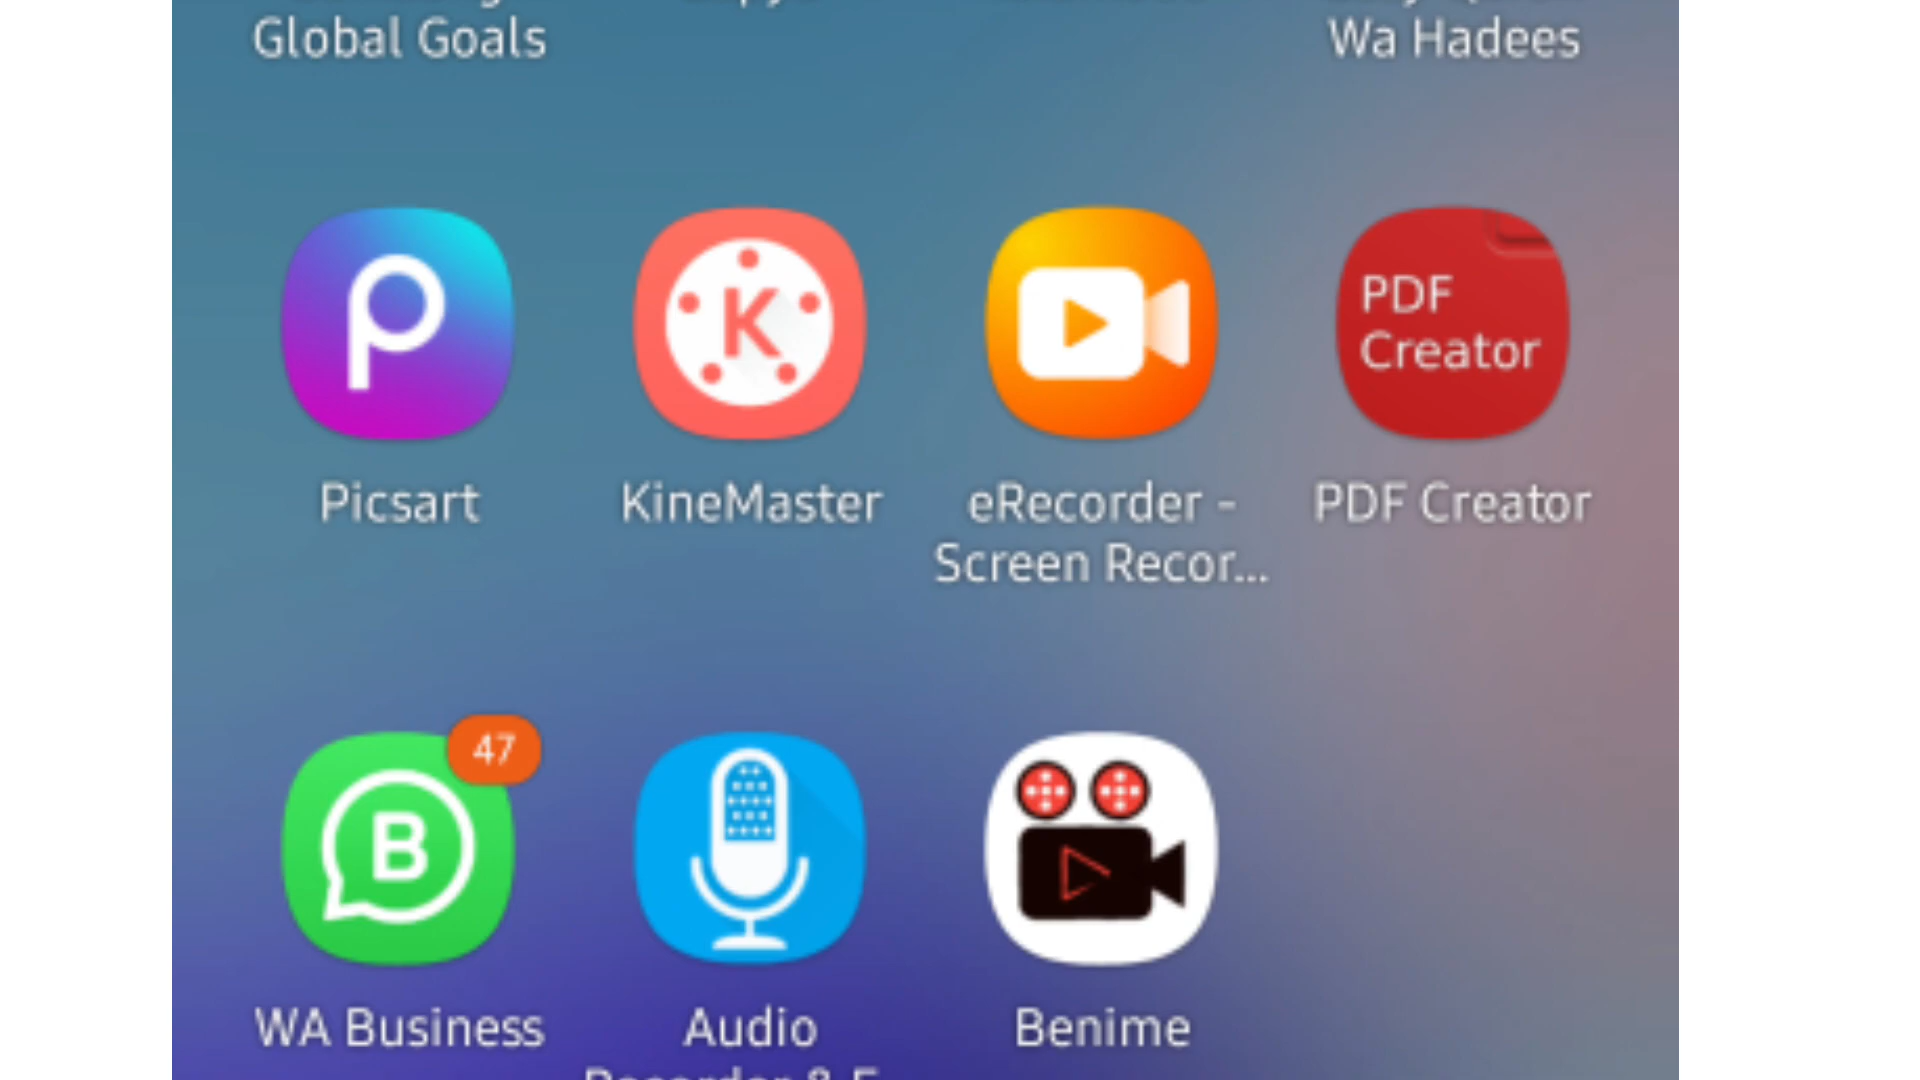 Global Goals
Wa Hadees
P
K
PDF
Creator
Picsart
KineMaster
eRecorder -
Screen Recor...
PDF Creator
47
B
WA Business
Audio
Benime